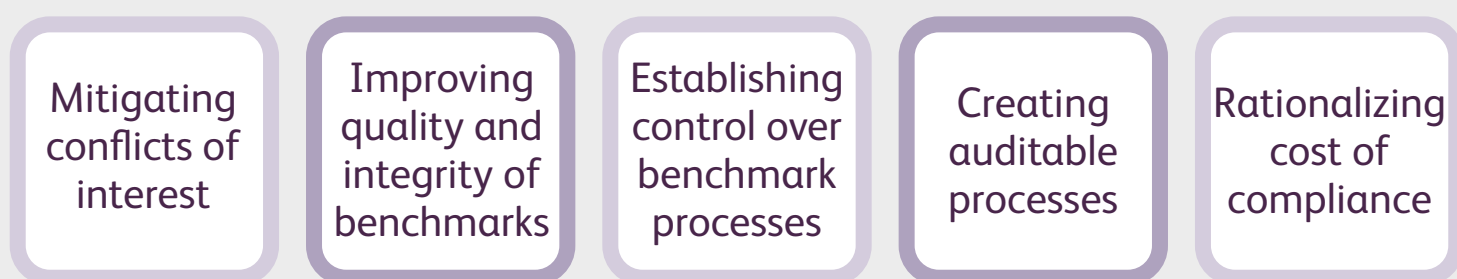 Mitigating
conflicts of
interest
Improving
quality and
integrity of
benchmarks
Establishing
control over
benchmark
processes
Creating
auditable
processes
Rationalizing
cost of
compliance